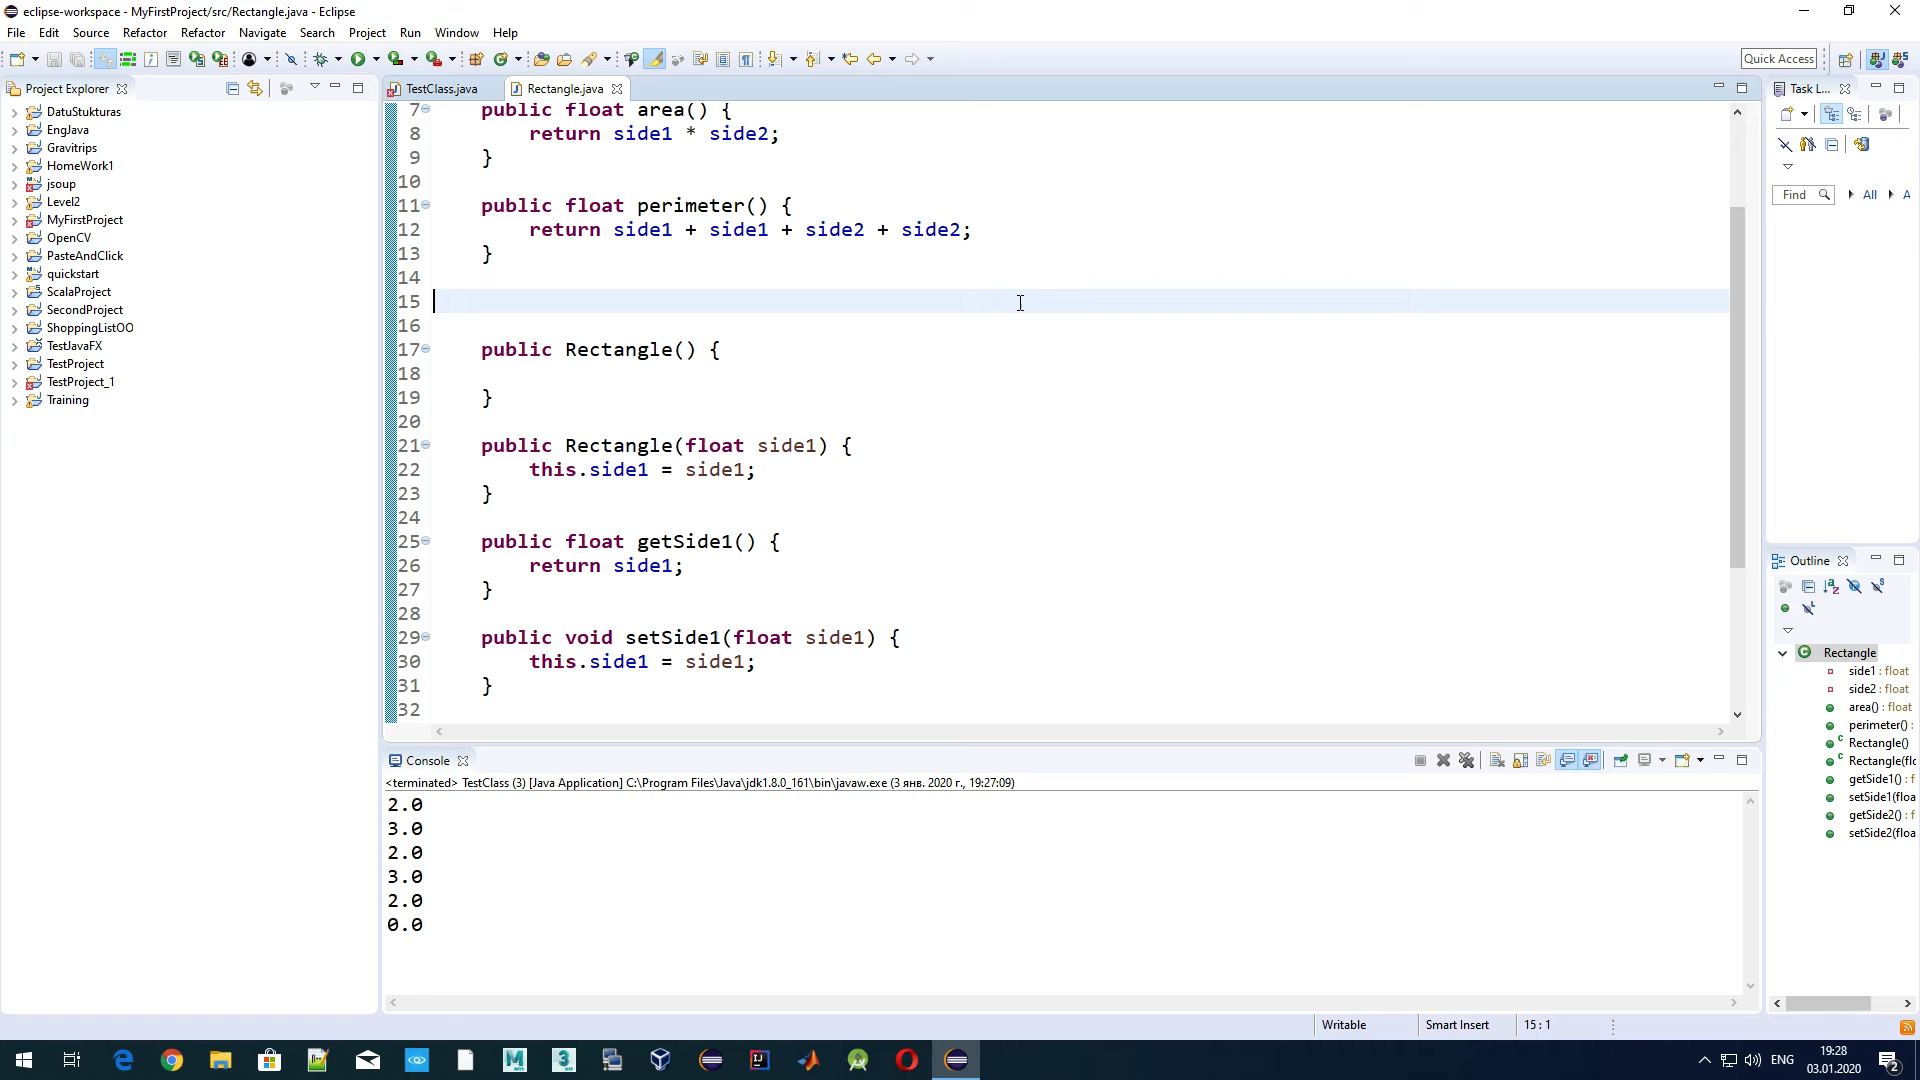 eclipse-workspace - MyFirstProject/src/Rectangle.java - Eclipse
File Edit Source Refactor Refactor Navigate Search Project Run Window Help
Quick Access
Project Explorer
DatuStukturas
EngJava
Gravitrips
HomeWork1
jsoup
Level2
MyFirstProject
OpenCV
PasteAndClick
quickstart
ScalaProject
SecondProject
ShoppingListOO
TestJavaFX
TestProject
TestProject_1
Training
TestClass.java Rectangle.java
7 public float area() {
8 return side1 * side2;
9 }
10
11 public float perimeter() {
12 return side1 + side1 + side2 + side2;
13 }
14
15
16
17 public Rectangle() {
18
19 }
20
21 public Rectangle(float side1) {
22 this.side1 = side1;
23 }
24
25 public float getSide1() {
26 return side1;
27 }
28
29 public void setSide1(float side1) {
30 this.side1 = side1;
31 }
32
Console
<terminated> TestClass (3) [Java Application] C:\Program Files\Java\jdk1.8.0_161\bin\javaw.exe (3 янв. 2020 г., 19:27:09)
2.0
3.0
2.0
3.0
2.0
0.0
Task L...
Find All A
Outline
Rectangle
side1 : float
side2 : float
area() : float
perimeter() :
Rectangle()
Rectangle(flo
getSide1() : f
setSide1(floa
getSide2() : f
setSide2(floa
Writable Smart Insert 15 : 1
ENG
19:28
03.01.2020
2